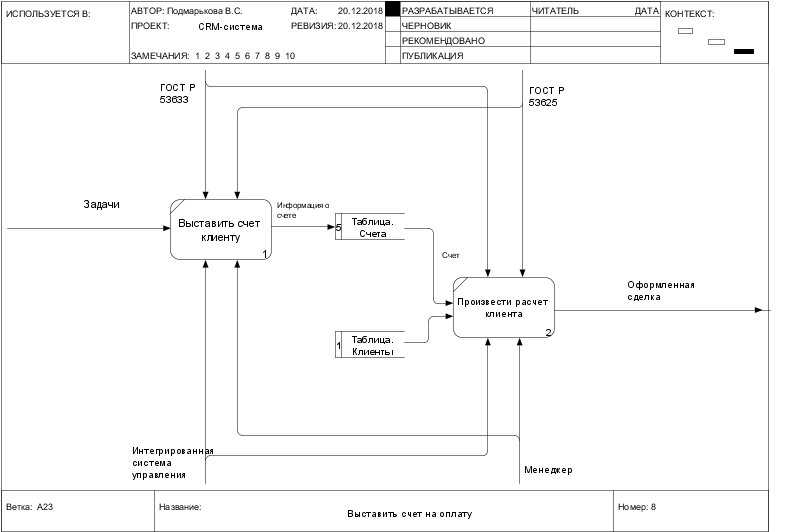 ИСПОЛЬЗУЕТСЯ В:
АВТОР: Подмарькова В.С.
ДАТА: 20.12.2018
РАЗРАБАТЫВАЕТСЯ
ЧИТАТЕЛЬ
ДАТА
КОНТЕКСТ:
ПРОЕКТ: CRM-система
РЕВИЗИЯ: 20.12.2018
ЧЕРНОВИК
РЕКОМЕНДОВАНО
ЗАМЕЧАНИЯ: 1 2 3 4 5 6 7 8 9 10
ПУБЛИКАЦИЯ
ГОСТ Р
53633
ГОСТ Р
53625
Задачи
Выставить счет
клиенту
1
Информация о
счете
5
Таблица.
Счета
Счет
Произвести расчет
клиента
2
Оформленная
сделка
1
Таблица.
Клиенты
Интегрированная
система
управления
Менеджер
Ветка: A23
Название:
Выставить счет на оплату
Номер: 8